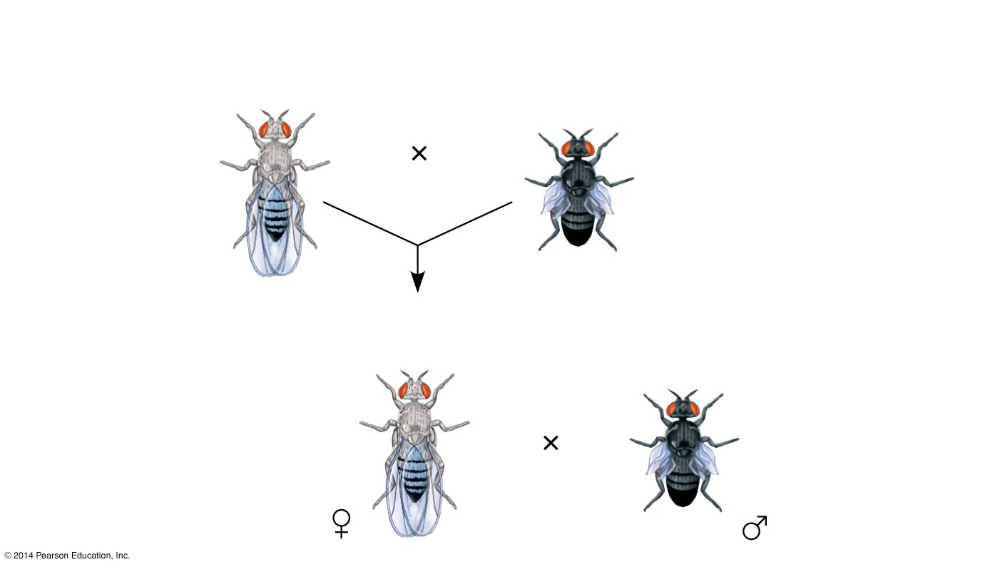 ×
×
♀
♂
© 2014 Pearson Education, Inc.